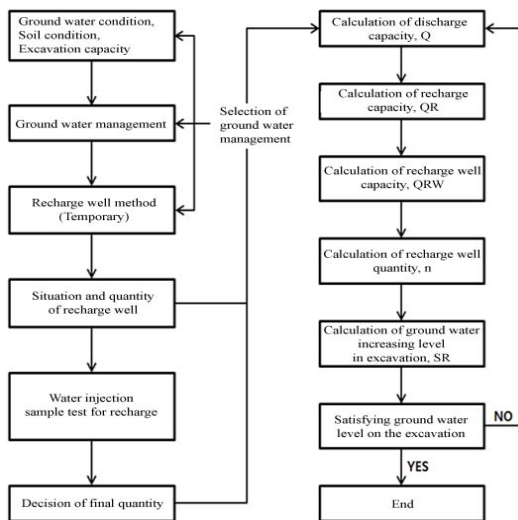 Ground water condition,
Soil condition,
Excavation capacity
Ground water management
Recharge well method
(Temporary)
Situation and quantity
of recharge well
Water injection
sample test for recharge
Decision of final quantity
Selection of
ground water
management
Calculation of discharge
capacity, Q
Calculation of recharge
capacity, QR
Calculation of recharge well
capacity, QRW
Calculation of recharge well
quantity, n
Calculation of ground water
increasing level
in excavation, SR
Satisfying ground water
level on the excavation
NO
YES
End